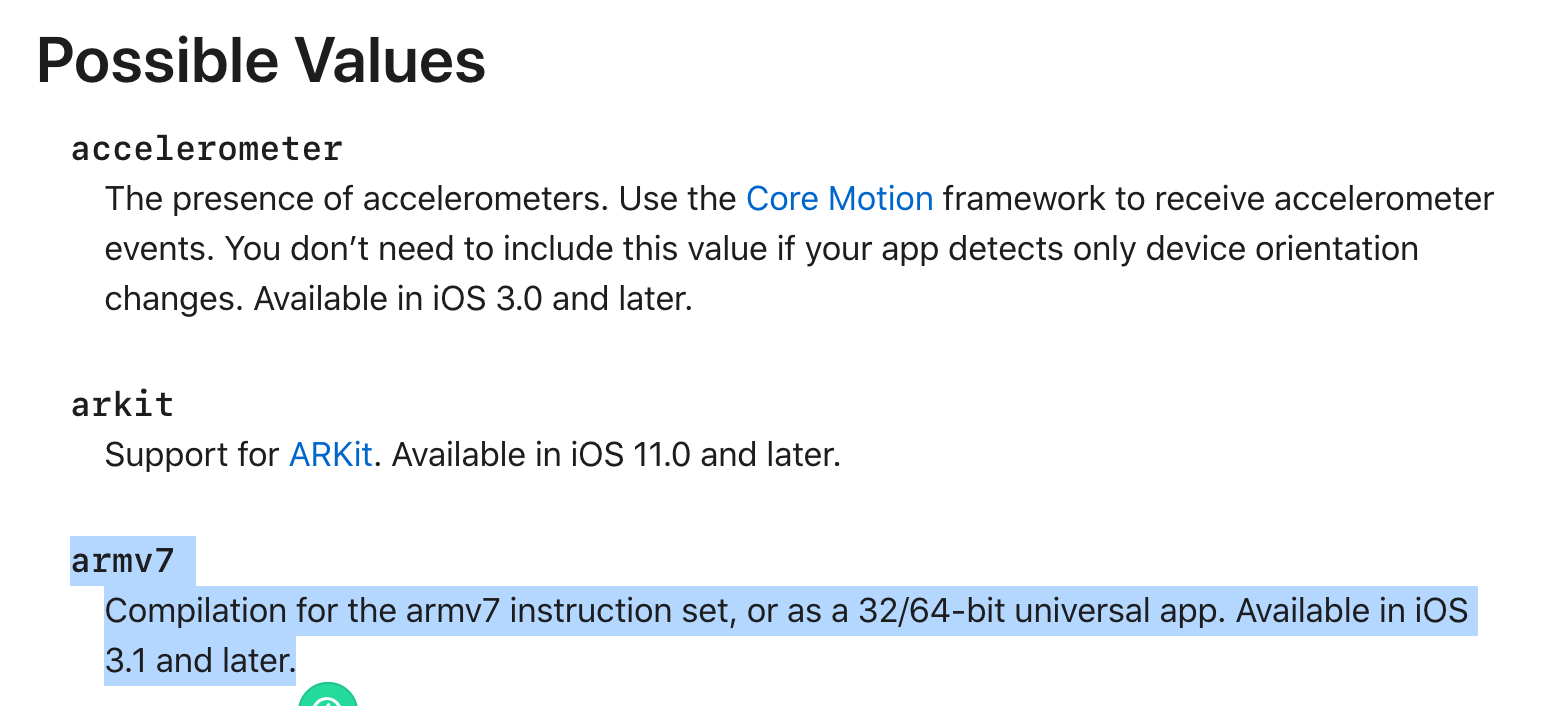 Possible Values
accelerometer
The presence of accelerometers. Use the Core Motion framework to receive accelerometer
events. You don’t need to include this value if your app detects only device orientation
changes. Available in iOS 3.0 and later.
arkit
Support for ARKit. Available in iOS 11.0 and later.
armv7
Compilation for the armv7 instruction set, or as a 32/64-bit universal app. Available in iOS
3.1 and later.